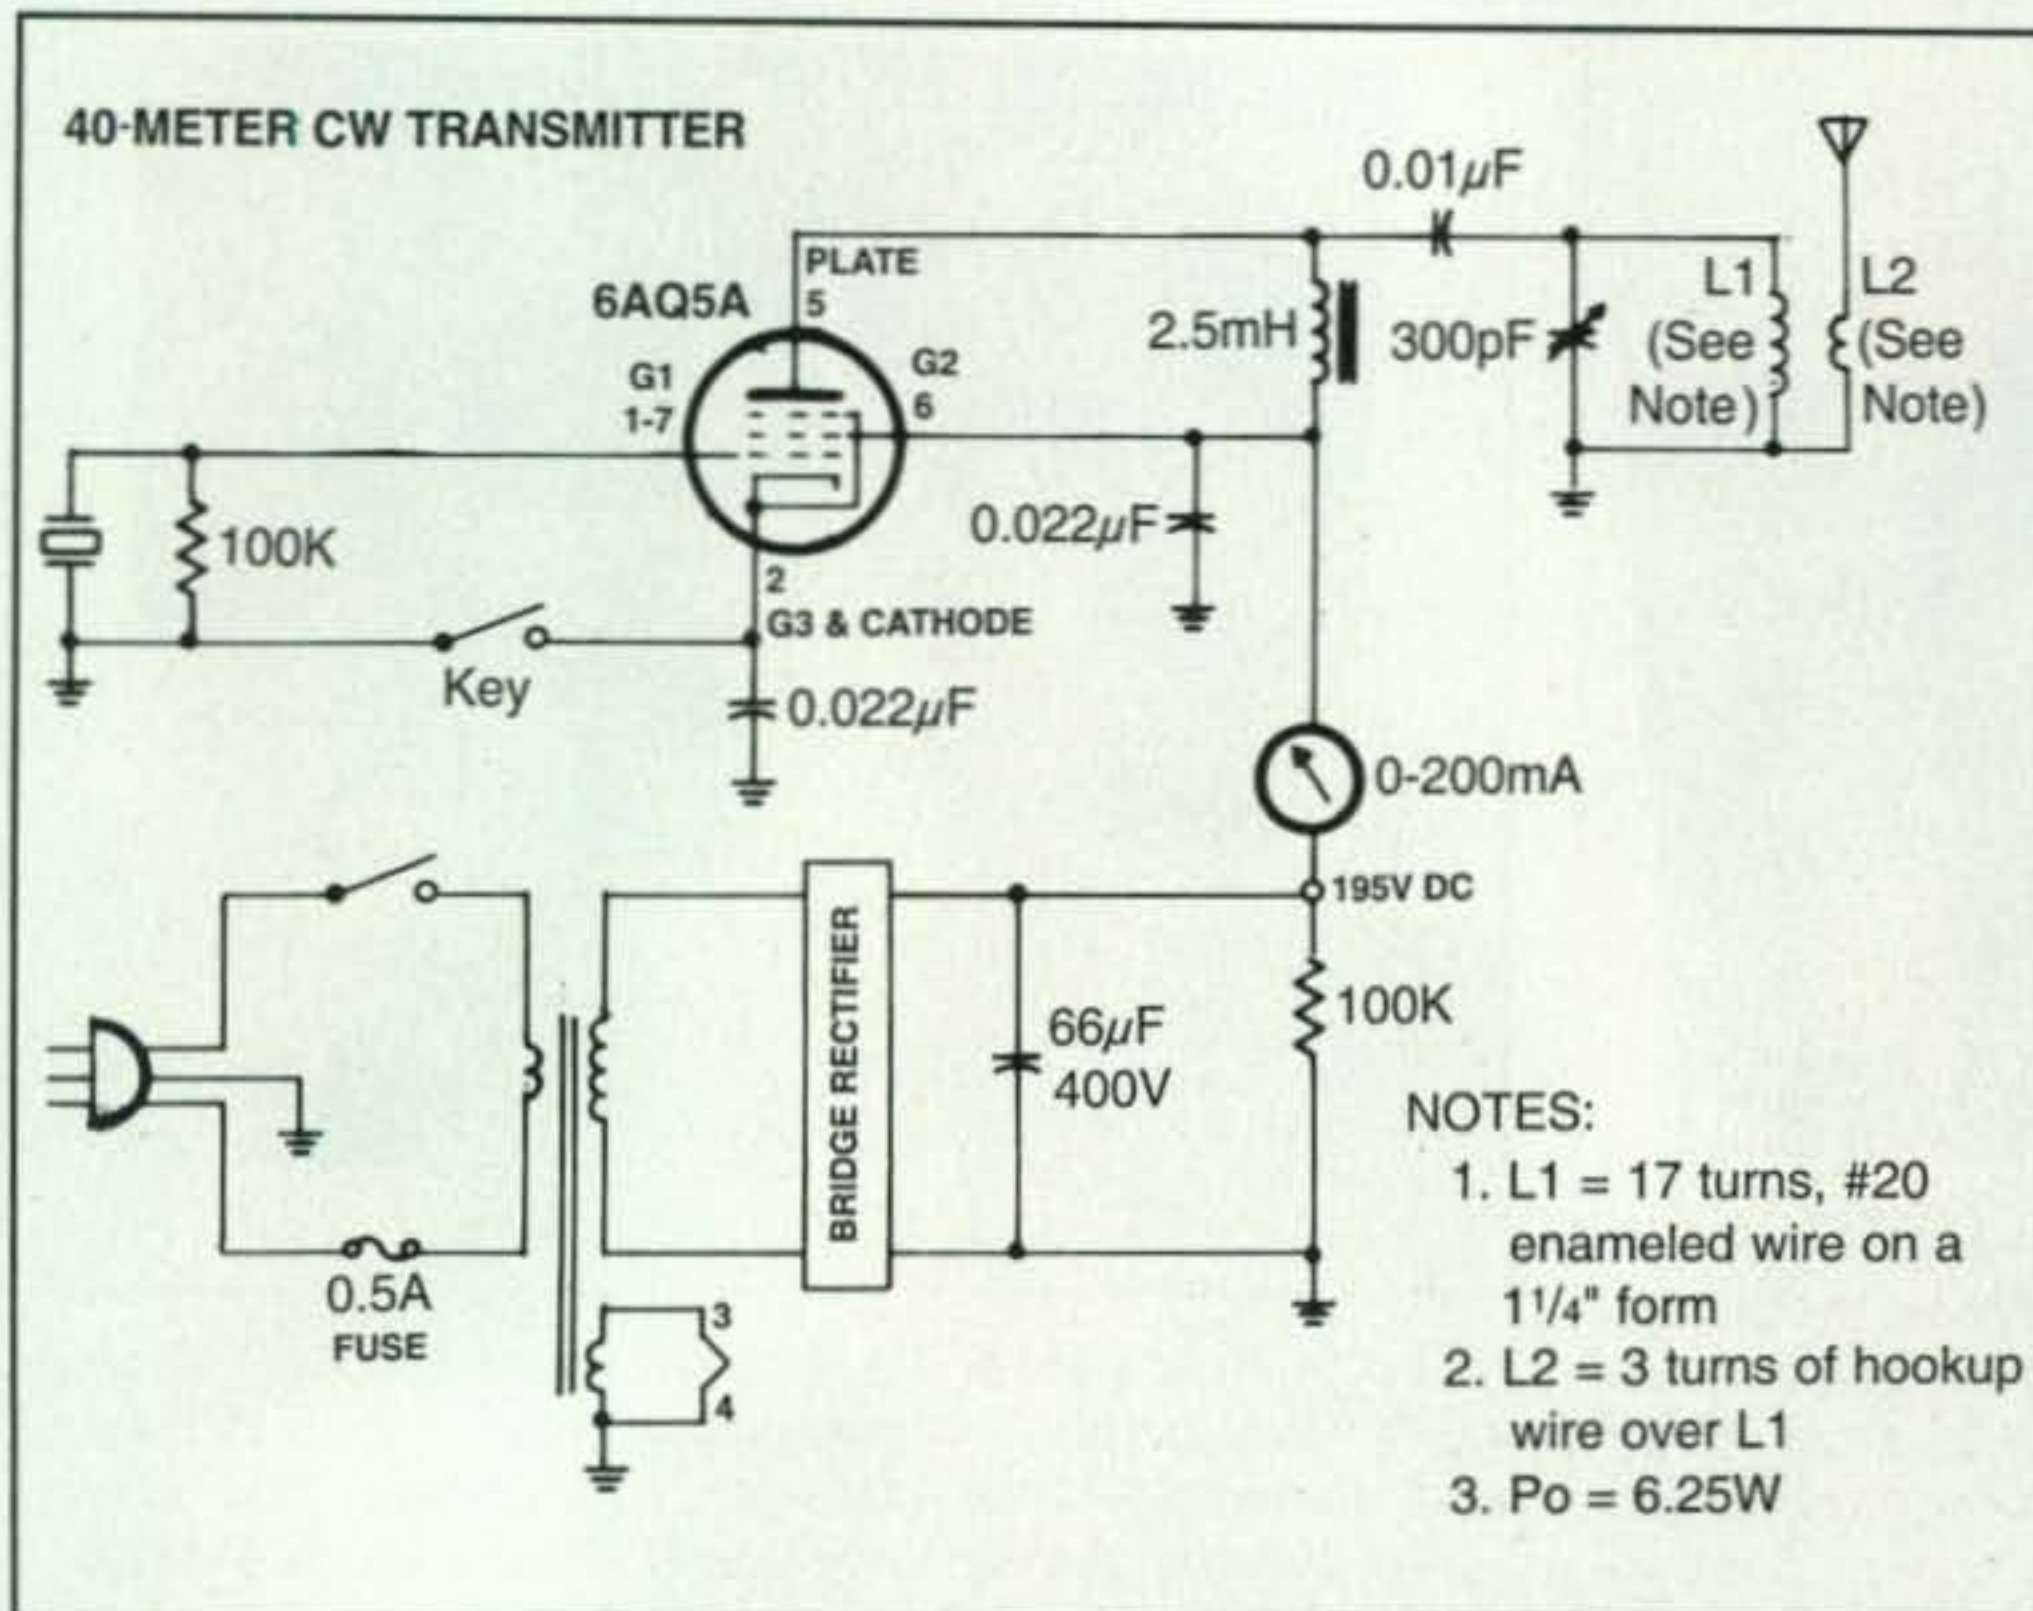 40-METER CW TRANSMITTER
0.01µF
PLATE
5
6AQ5A
G1
1-7
G2
6
2.5mH
300pF
L1
(See
Note)
L2
(See
Note)
100K
0.022µF
2
G3 & CATHODE
Key
0.022µF
0-200mA
195V DC
BRIDGE RECTIFIER
66µF
400V
100K
0.5A
FUSE
3
4
NOTES:
1. L1 = 17 turns, #20
enameled wire on a
1 1/4" form
2. L2 = 3 turns of hookup
wire over L1
3. Po = 6.25W